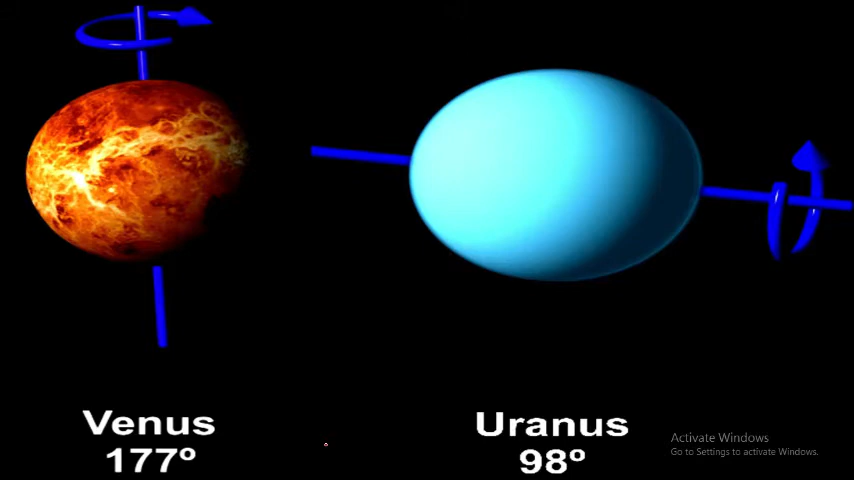 Venus
177º
Uranus
98º
Activate Windows
Go to Settings to activate Windows.